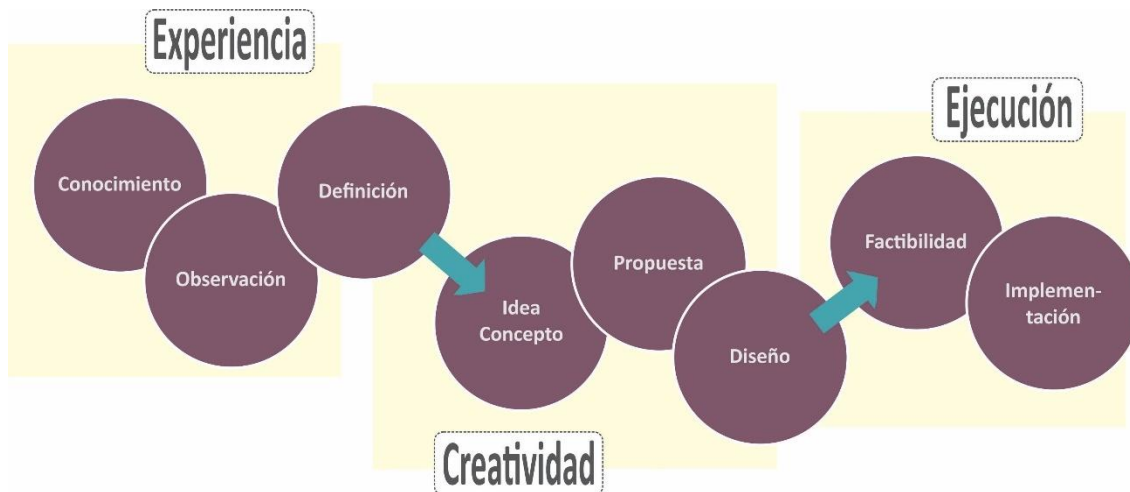 Experiencia
Conocimiento
Observación
Definición
Idea
Concepto
Propuesta
Diseño
Creatividad
Ejecución
Factibilidad
Implemen-
tación